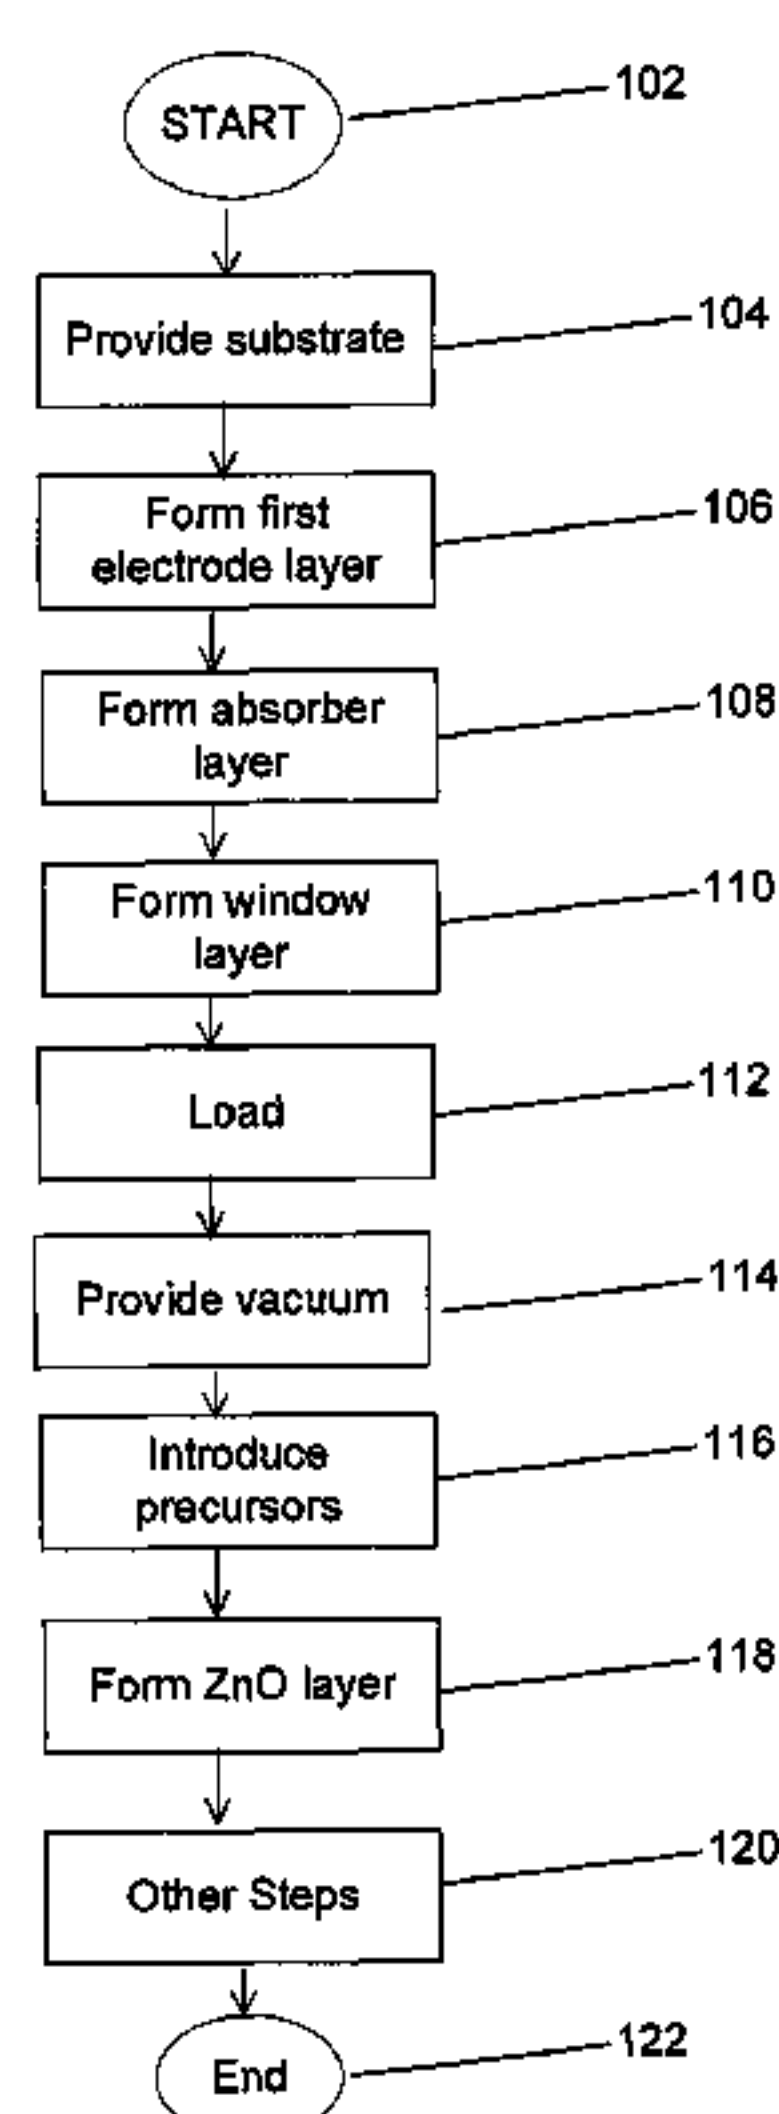 START
102
Provide substrate
104
Form first
electrode layer
106
Form absorber
layer
108
Form window
layer
110
Load
112
Provide vacuum
114
Introduce
precursors
116
Form ZnO layer
118
Other Steps
120
End
122